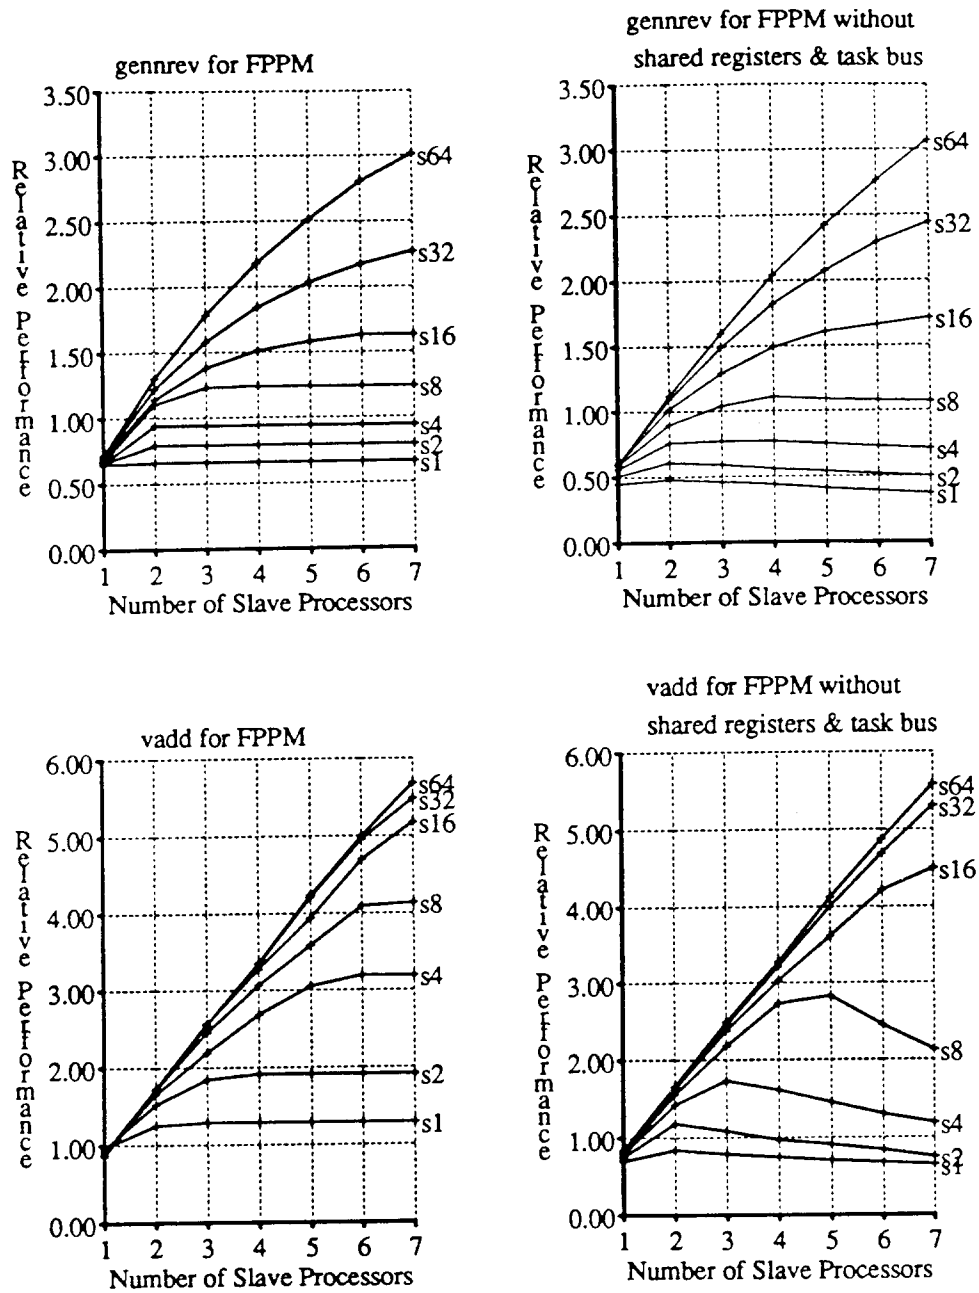 gennrev for FPPM
3.50
3.00
2.50
2.00
1.50
1.00
0.50
0.00
Relative Performance
s64
s32
s16
s8
s4
s2
s1
1 2 3 4 5 6 7
Number of Slave Processors
gennrev for FPPM without
shared registers & task bus
3.50
3.00
2.50
2.00
1.50
1.00
0.50
0.00
Relative Performance
s64
s32
s16
s8
s4
s2
s1
1 2 3 4 5 6 7
Number of Slave Processors
vadd for FPPM
6.00
5.00
4.00
3.00
2.00
1.00
0.00
Relative Performance
s64
s32
s16
s8
s4
s2
s1
1 2 3 4 5 6 7
Number of Slave Processors
vadd for FPPM without
shared registers & task bus
6.00
5.00
4.00
3.00
2.00
1.00
0.00
Relative Performance
s64
s32
s16
s8
s4
s2
s1
1 2 3 4 5 6 7
Number of Slave Processors